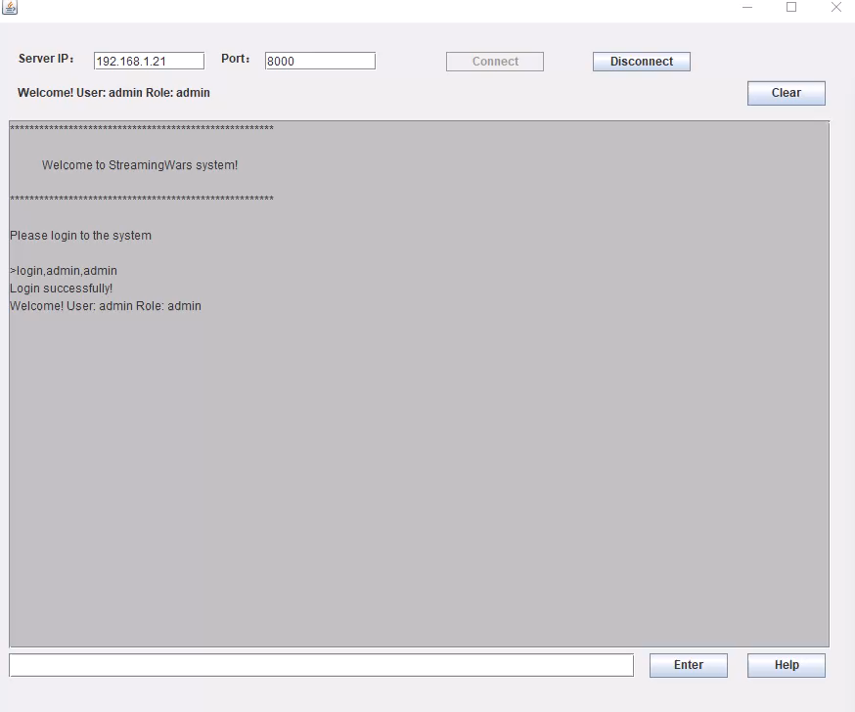 Server IP: 192.168.1.21 Port: 8000 Connect Disconnect
Welcome! User: admin Role: admin Clear
******************************************************
Welcome to StreamingWars system!
******************************************************
Please login to the system
>login,admin,admin
Login successfully!
Welcome! User: admin Role: admin
Enter Help